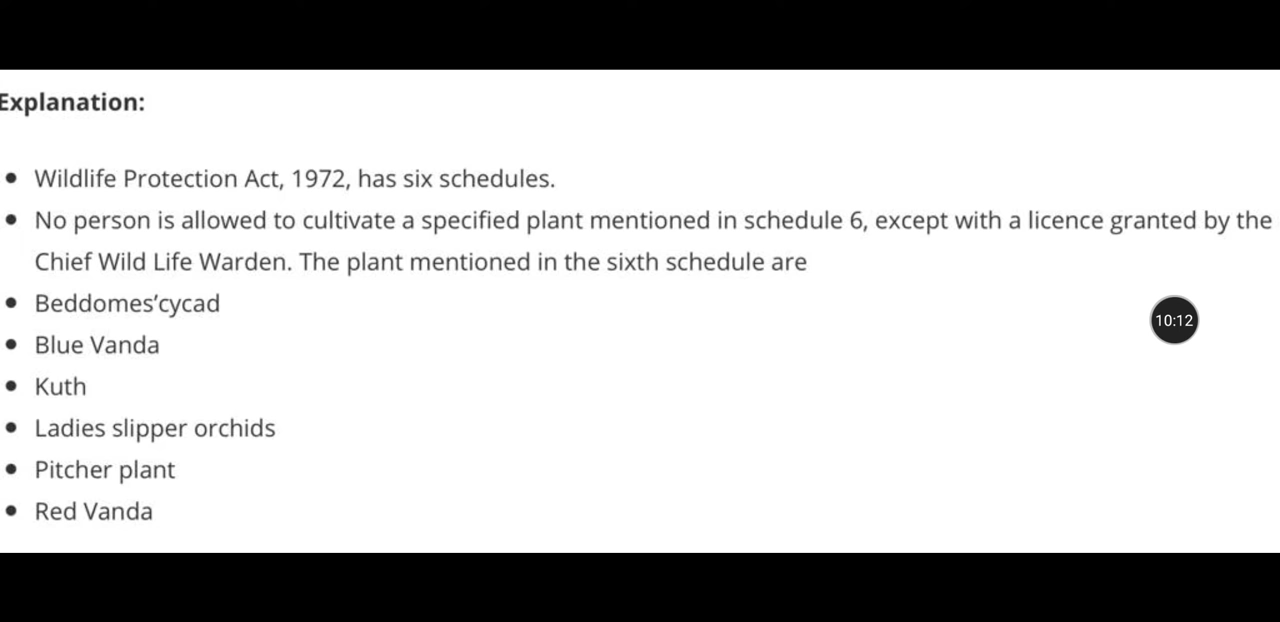 Explanation:
• Wildlife Protection Act, 1972, has six schedules.
• No person is allowed to cultivate a specified plant mentioned in schedule 6, except with a licence granted by the
Chief Wild Life Warden. The plant mentioned in the sixth schedule are
• Beddomes’cycad
10:12
• Blue Vanda
• Kuth
• Ladies slipper orchids
• Pitcher plant
• Red Vanda